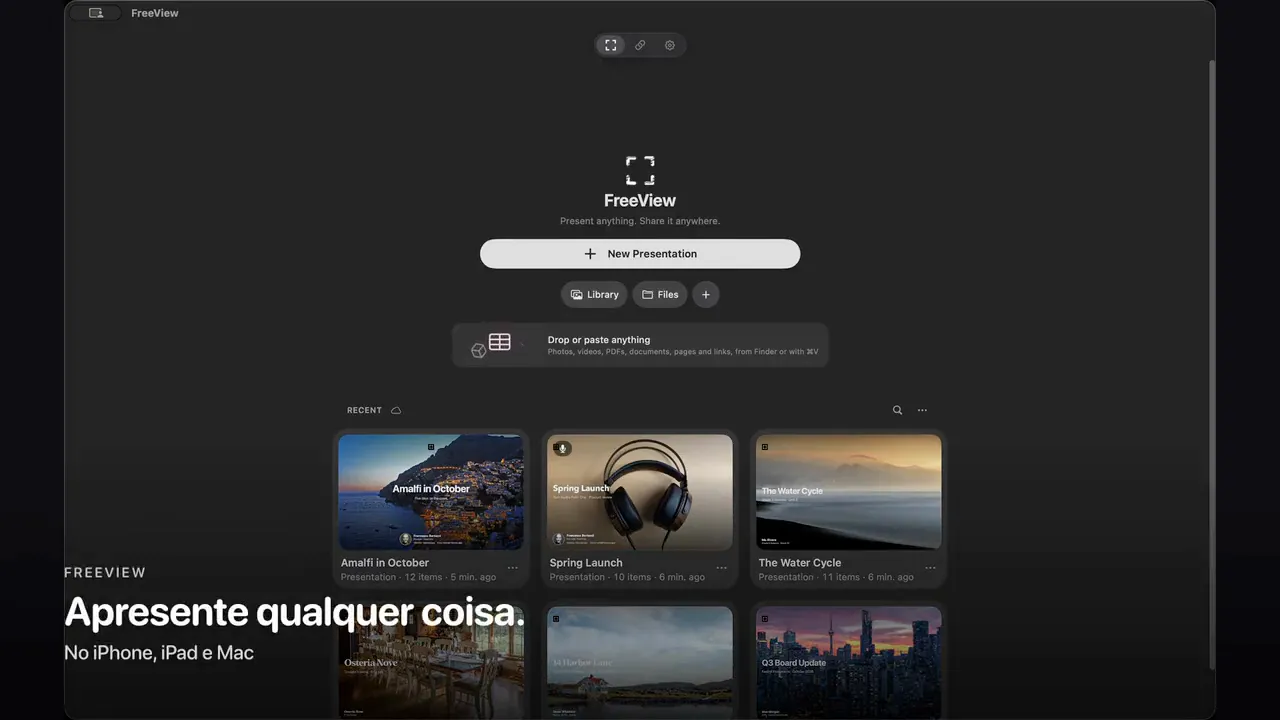 FreeView
FreeView
Present anything. Share it anywhere.
New Presentation
Library
Files
Drop or paste anything
Photos, videos, PDFs, documents, pages and links, from Finder or with ⌘V
RECENT
Amalfi in October
Spring Launch
The Water Cycle
Amalfi in October
Presentation · 12 items · 5 min. ago
Spring Launch
Presentation · 10 items · 6 min. ago
The Water Cycle
Presentation · 11 items · 6 min. ago
FREEVIEW
Apresente qualquer coisa.
No iPhone, iPad e Mac
Osteria Nove
14 Harbor Lane
Q3 Board Update